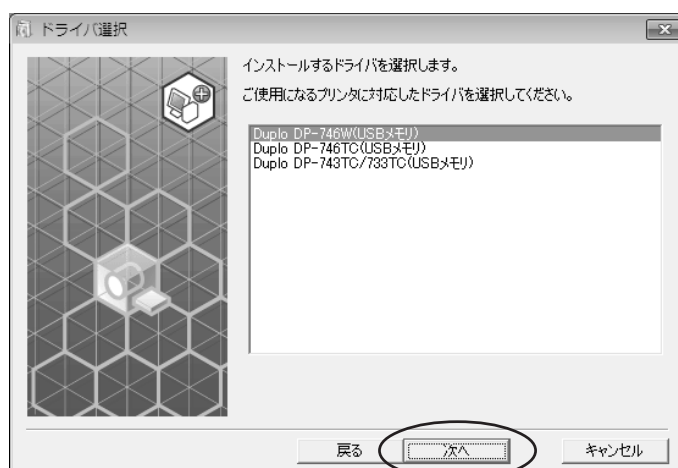 ドライバ選択
インストールするドライバを選択します。
ご使用になるプリンタに対応したドライバを選択してください。
Duplo DP-746W(USBメモリ)
Duplo DP-746TC(USBメモリ)
Duplo DP-743TC/733TC(USBメモリ)
戻る 次へ キャンセル